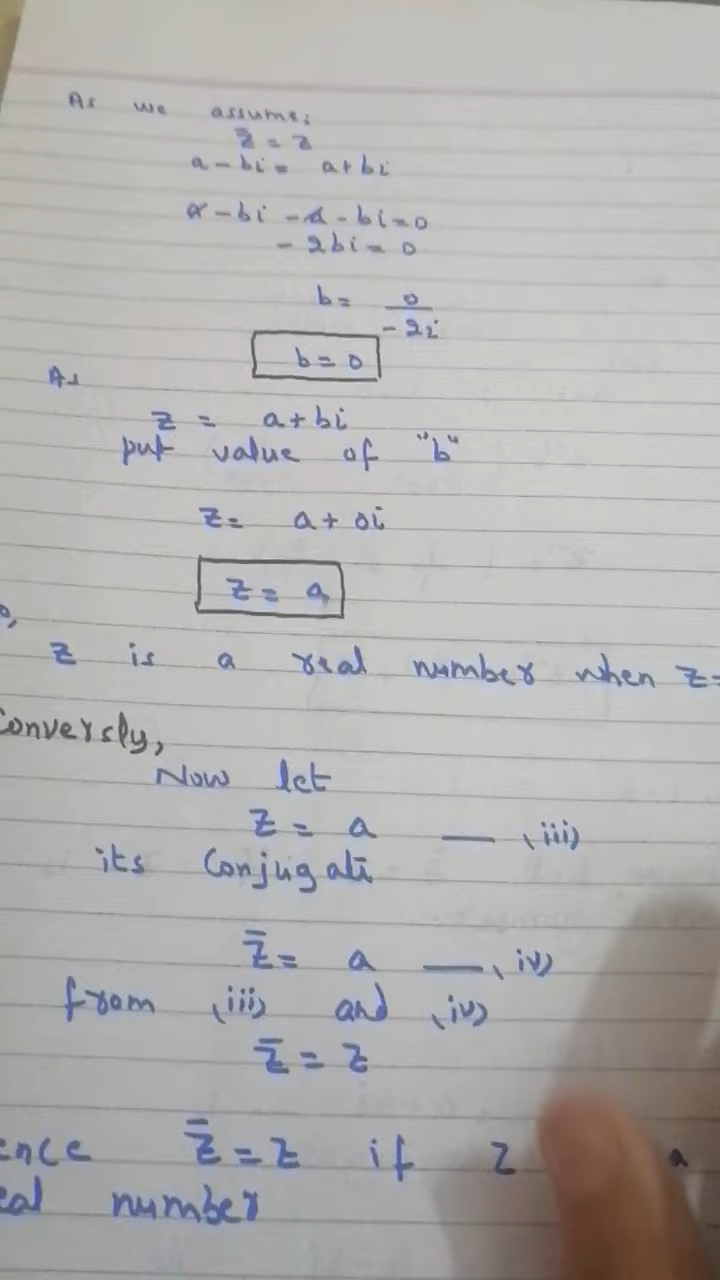 As we assume;
z̄ = z
a - bi = a + bi
a - bi - a - bi = 0
- 2bi = 0
b = 0 / - 2i
b = 0
As
z = a + bi
put value of "b"
z = a + 0i
z = a
z is a real number when z =
Conversly,
Now let
z = a — (iii)
its Conjugati
z̄ = a — (iv)
from (iii) and (iv)
z̄ = z
ence z̄ = z if z a
eal number